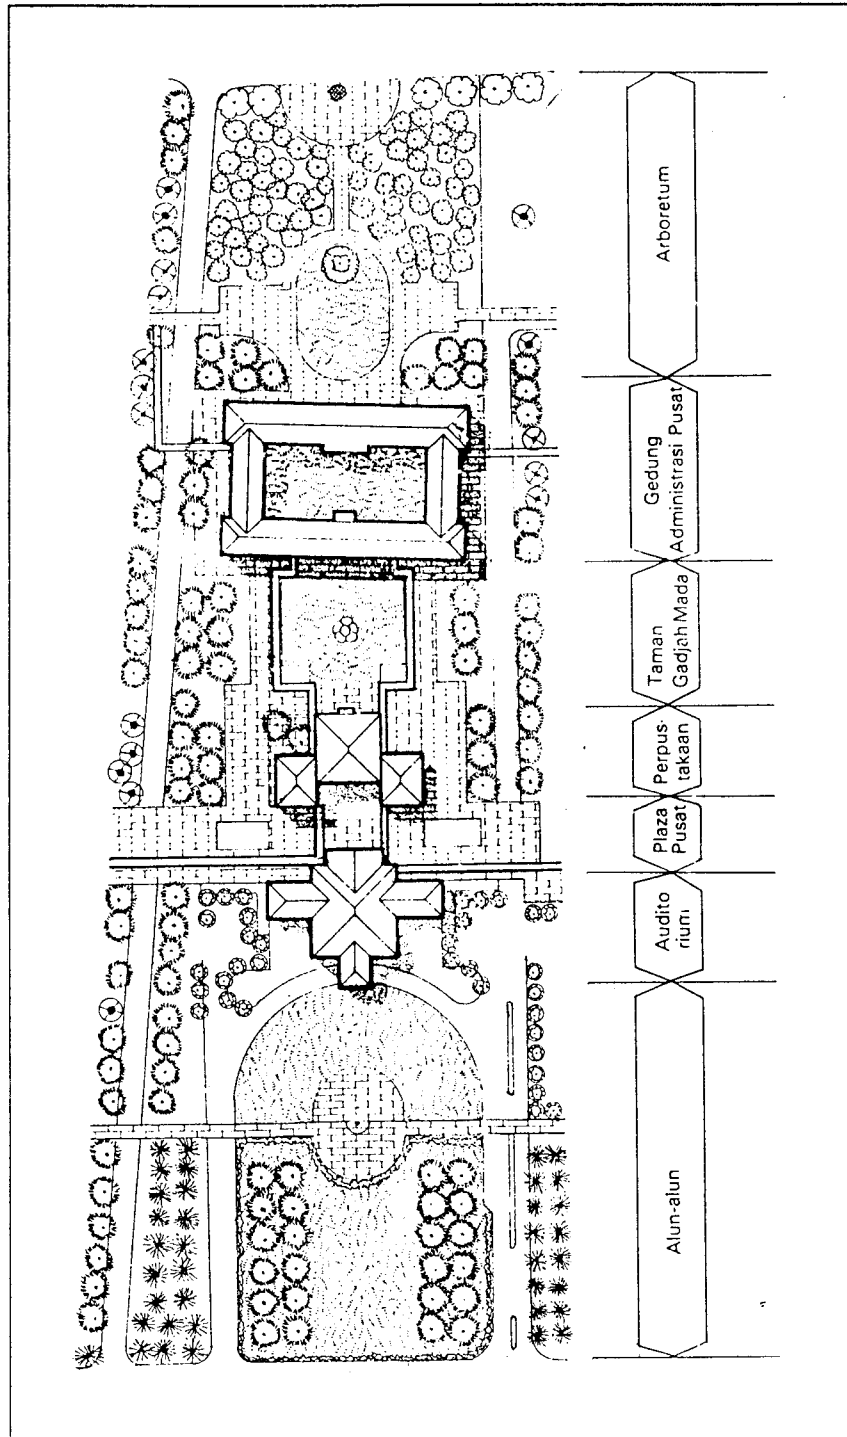 Arboretum
Gedung
Administrasi Pusat
Taman
Gadjah Mada
Perpus-
takaan
Plaza
Pusat
Audito
rium
Alun-alun